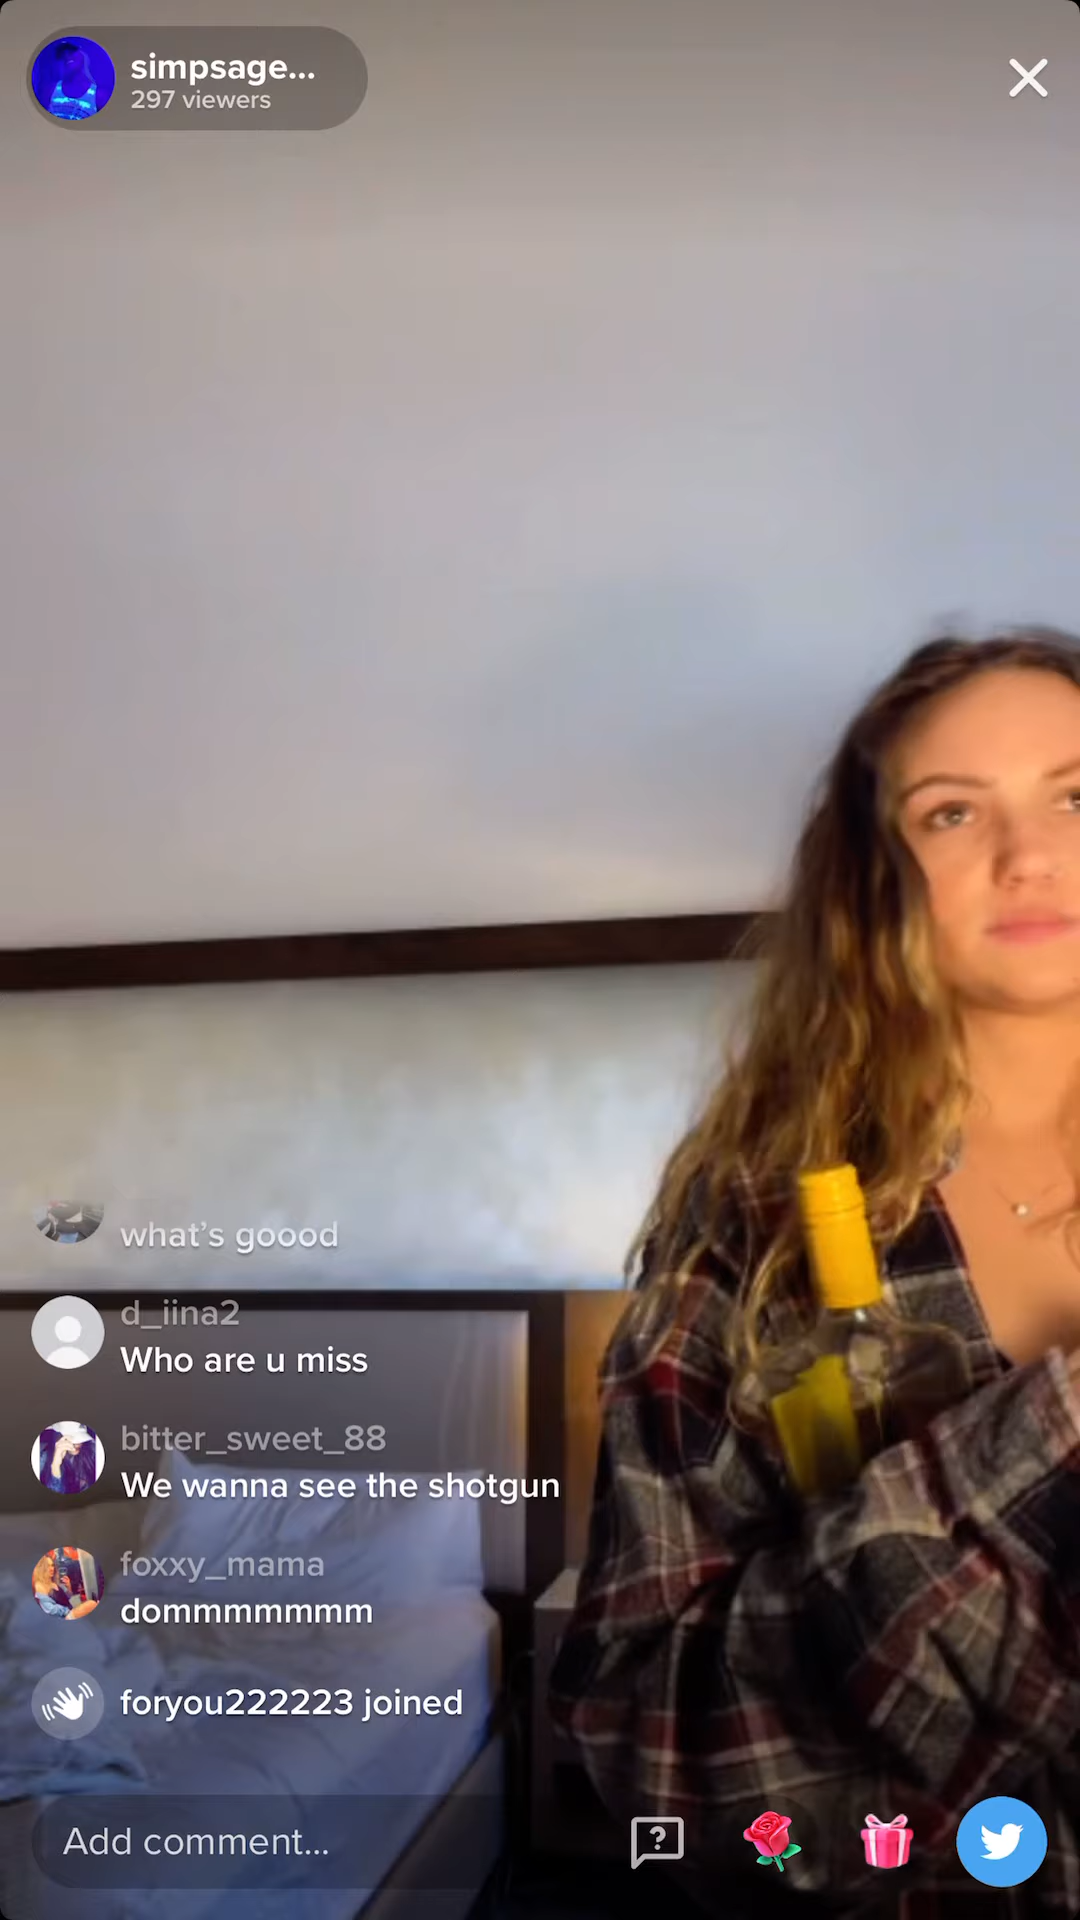 simpsage...
297 viewers
what's goood
d_iina2
Who are u miss
bitter_sweet_88
We wanna see the shotgun
foxxy_mama
dommmmmmm
foryou222223 joined
Add comment...